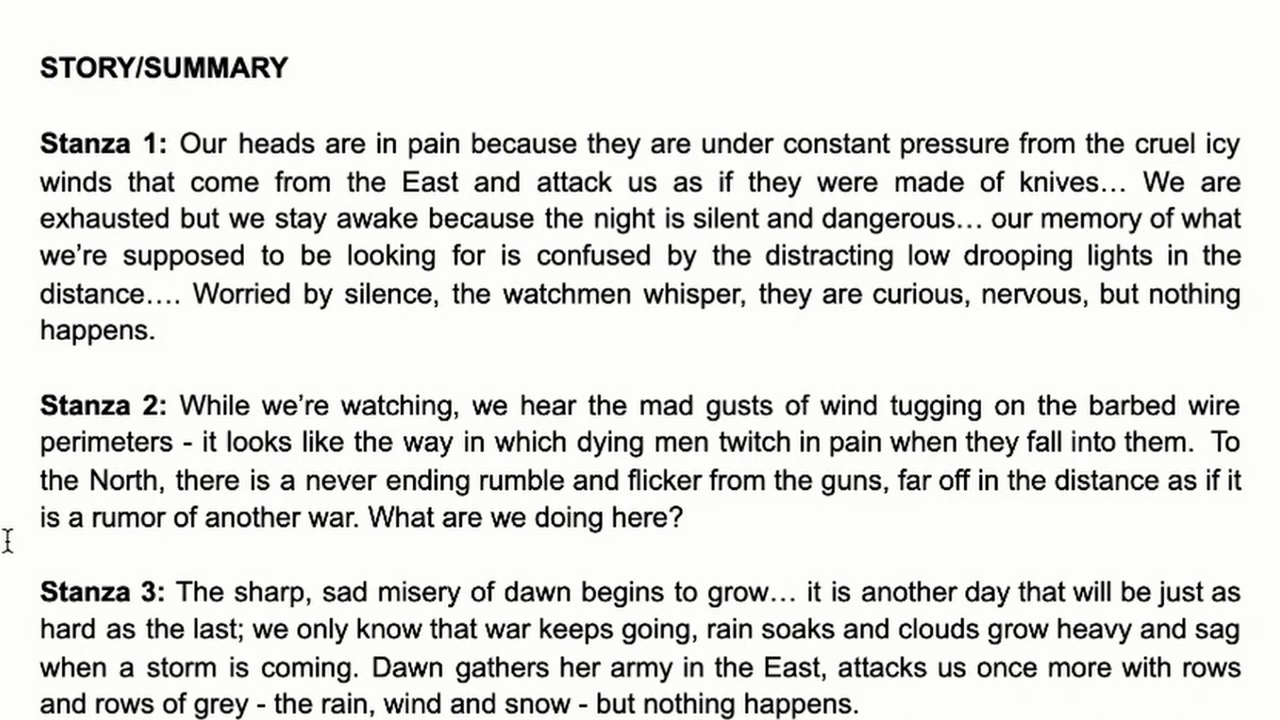 STORY/SUMMARY
Stanza 1: Our heads are in pain because they are under constant pressure from the cruel icy
winds that come from the East and attack us as if they were made of knives… We are
exhausted but we stay awake because the night is silent and dangerous… our memory of what
we’re supposed to be looking for is confused by the distracting low drooping lights in the
distance…. Worried by silence, the watchmen whisper, they are curious, nervous, but nothing
happens.
Stanza 2: While we’re watching, we hear the mad gusts of wind tugging on the barbed wire
perimeters - it looks like the way in which dying men twitch in pain when they fall into them. To
the North, there is a never ending rumble and flicker from the guns, far off in the distance as if it
is a rumor of another war. What are we doing here?
Stanza 3: The sharp, sad misery of dawn begins to grow… it is another day that will be just as
hard as the last; we only know that war keeps going, rain soaks and clouds grow heavy and sag
when a storm is coming. Dawn gathers her army in the East, attacks us once more with rows
and rows of grey - the rain, wind and snow - but nothing happens.